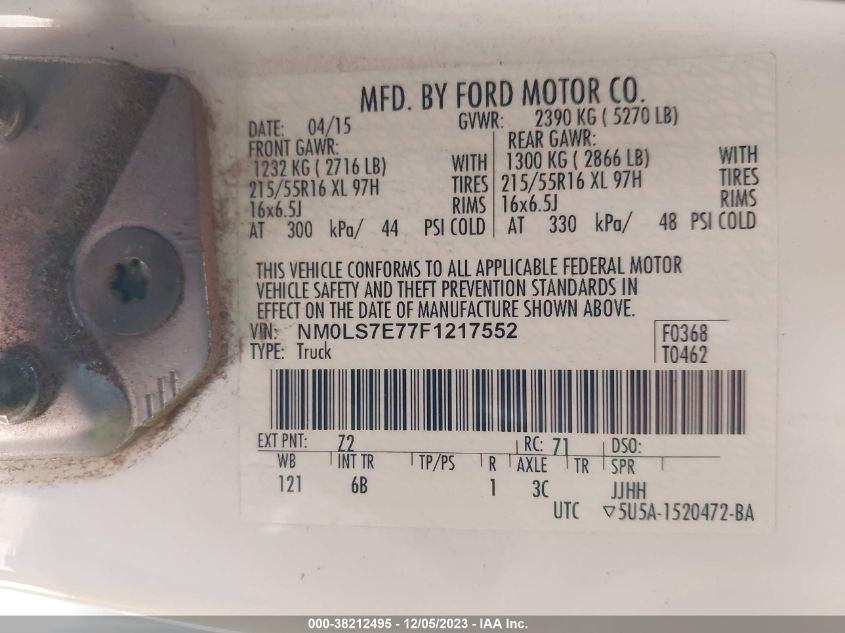 MFD. BY FORD MOTOR CO.
DATE: 04/15 GVWR: 2390 KG ( 5270 LB)
FRONT GAWR: REAR GAWR:
1232 KG ( 2716 LB) WITH 1300 KG ( 2866 LB) WITH
215/55R16 XL 97H TIRES 215/55R16 XL 97H TIRES
16x6.5J RIMS 16x6.5J RIMS
AT 300 kPa/ 44 PSI COLD AT 330 kPa/ 48 PSI COLD
THIS VEHICLE CONFORMS TO ALL APPLICABLE FEDERAL MOTOR
VEHICLE SAFETY AND THEFT PREVENTION STANDARDS IN
EFFECT ON THE DATE OF MANUFACTURE SHOWN ABOVE.
VIN: NM0LS7E77F1217552 F0368
TYPE: Truck T0462
EXT PNT: Z2 RC: 71 DSO:
WB INT TR TP/PS R AXLE TR SPR
121 6B 1 3C JJHH
UTC ▽5U5A-1520472-BA
000-38212495 - 12/05/2023 - IAA Inc.